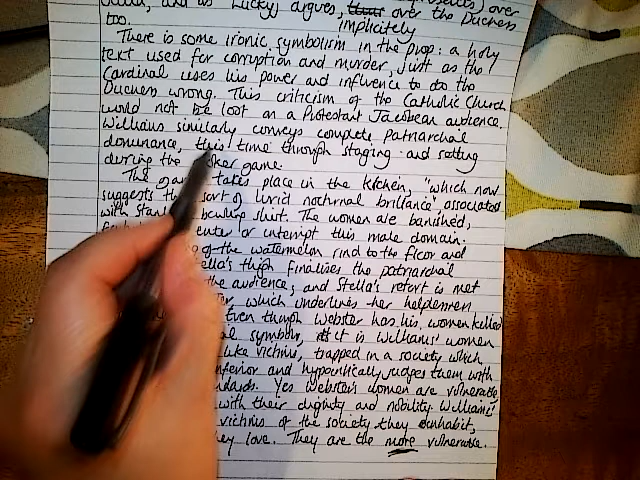 and as Lucky argues, over the Duchess
too. implicitly
There is some ironic symbolism in the prop: a holy
text used for corruption and murder, just as the
Cardinal uses his power and influence to do the
Duchess wrong. This criticism of the Catholic Church
would not be lost on a Protestant Jacobean audience.
Williams similarly conveys complete patriarchal
dominance, this time through staging and setting
during the poker game.
The game takes place in the kitchen, "which now
suggests that sort of lurid nocturnal brilliance" associated
with bowling shirt. The women are banished,
enter or interrupt this male domain.
of the watermelon rind to the floor and
ella's thigh finalises the patriarchal
the audience, and Stella's retort is met
which underlines her helplessness
Even though Webster has his women killed
symbols, it is Williams' women
like victims, trapped in a society which
inferior and hypocritically judges them with
Yes Webster's women are vulnerable
with their dignity and nobility Williams'
victims of the society they inhabit,
they love. They are the more vulnerable.